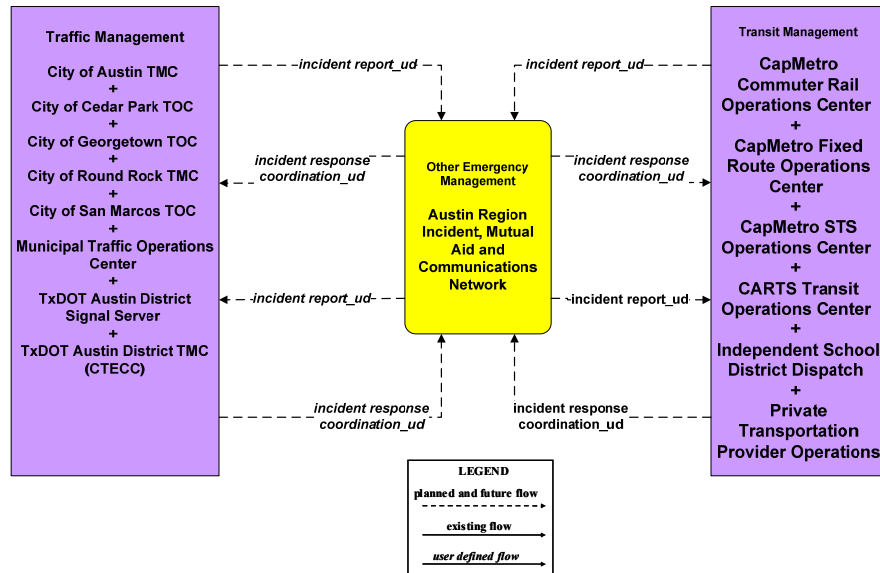 Traffic Management
City of Austin TMC
+
City of Cedar Park TOC
+
City of Georgetown TOC
+
City of Round Rock TMC
+
City of San Marcos TOC
+
Municipal Traffic Operations
Center
+
TxDOT Austin District
Signal Server
+
TxDOT Austin District TMC
(CTECC)
incident report_ud
incident response
coordination_ud
incident report_ud
incident response
coordination_ud
Other Emergency
Management
Austin Region
Incident, Mutual
Aid and
Communications
Network
incident report_ud
incident response
coordination_ud
incident report_ud
incident response
coordination_ud
Transit Management
CapMetro
Commuter Rail
Operations Center
+
CapMetro Fixed
Route Operations
Center
+
CapMetro STS
Operations Center
+
CARTS Transit
Operations Center
+
Independent School
District Dispatch
+
Private
Transportation
Provider Operations
LEGEND
planned and future flow
existing flow
user defined flow